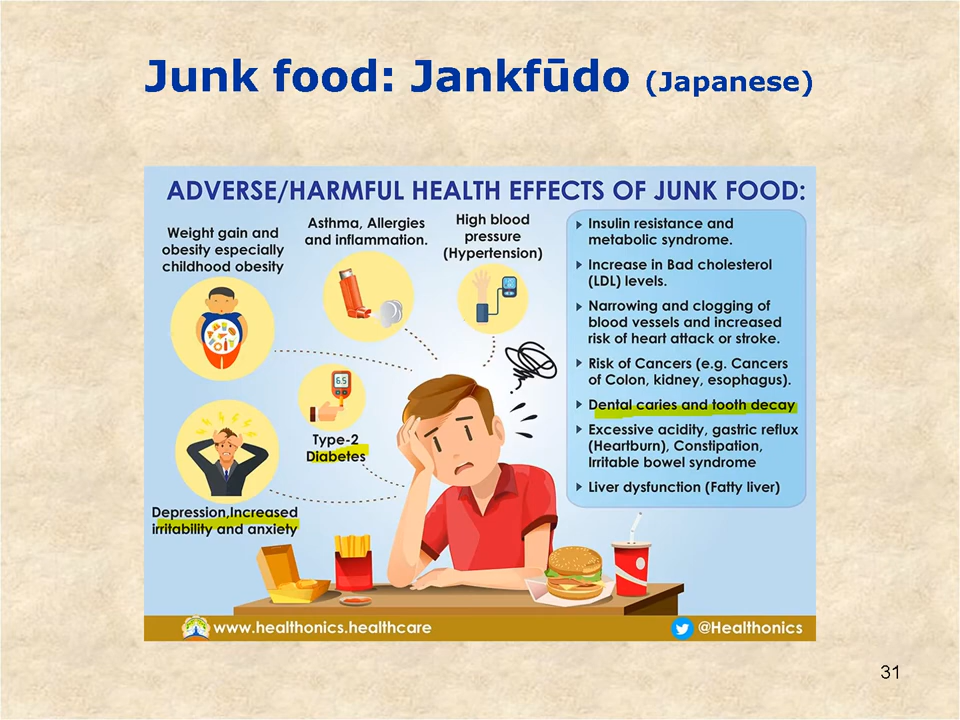 Junk food: Jankfūdo (Japanese)
ADVERSE/HARMFUL HEALTH EFFECTS OF JUNK FOOD:
Weight gain and
obesity especially
childhood obesity
Asthma, Allergies
and inflammation.
High blood
pressure
(Hypertension)
6.5
Type-2
Diabetes
Depression,Increased
irritability and anxiety
Insulin resistance and
metabolic syndrome.
Increase in Bad cholesterol
(LDL) levels.
Narrowing and clogging of
blood vessels and increased
risk of heart attack or stroke.
Risk of Cancers (e.g. Cancers
of Colon, kidney, esophagus).
Dental caries and tooth decay
Excessive acidity, gastric reflux
(Heartburn), Constipation,
Irritable bowel syndrome
Liver dysfunction (Fatty liver)
www.healthonics.healthcare
@Healthonics
31